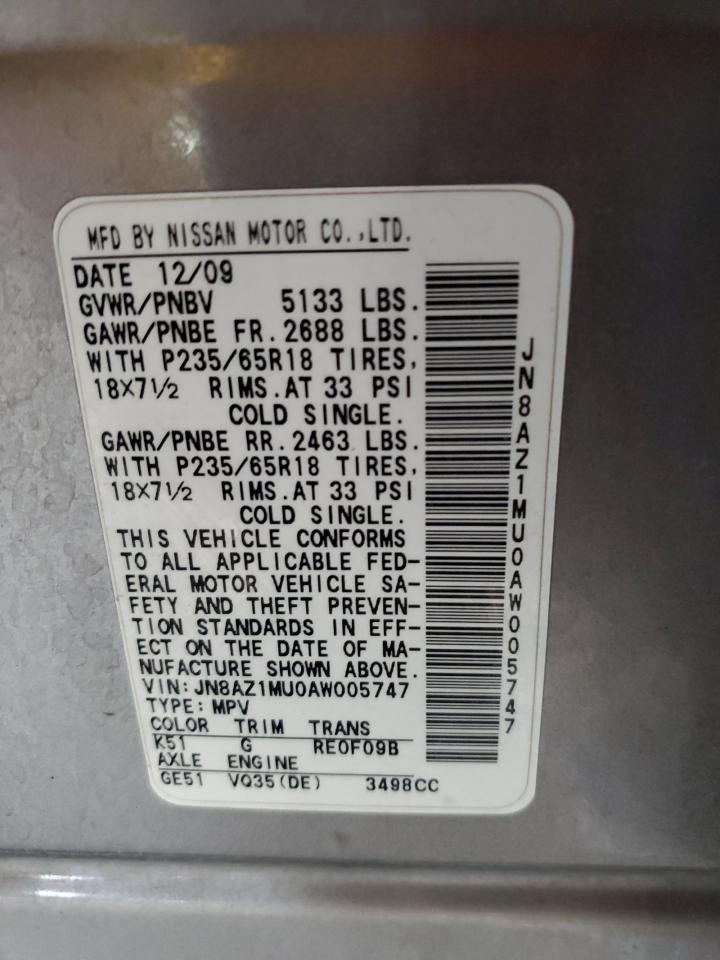 MFD BY NISSAN MOTOR CO.,LTD.
DATE 12/09
GVWR/PNBV 5133 LBS.
GAWR/PNBE FR.2688 LBS.
WITH P235/65R18 TIRES,
18X7½ RIMS.AT 33 PSI
COLD SINGLE.
GAWR/PNBE RR.2463 LBS.
WITH P235/65R18 TIRES,
18X7½ RIMS.AT 33 PSI
COLD SINGLE.
THIS VEHICLE CONFORMS
TO ALL APPLICABLE FED-
ERAL MOTOR VEHICLE SA-
FETY AND THEFT PREVEN-
TION STANDARDS IN EFF-
ECT ON THE DATE OF MA-
NUFACTURE SHOWN ABOVE.
VIN:JN8AZ1MU0AW005747
TYPE:MPV
COLOR TRIM TRANS
K51 G RE0F09B
AXLE ENGINE
GE51 VQ35(DE) 3498CC
JN8AZ1MU0AW005747